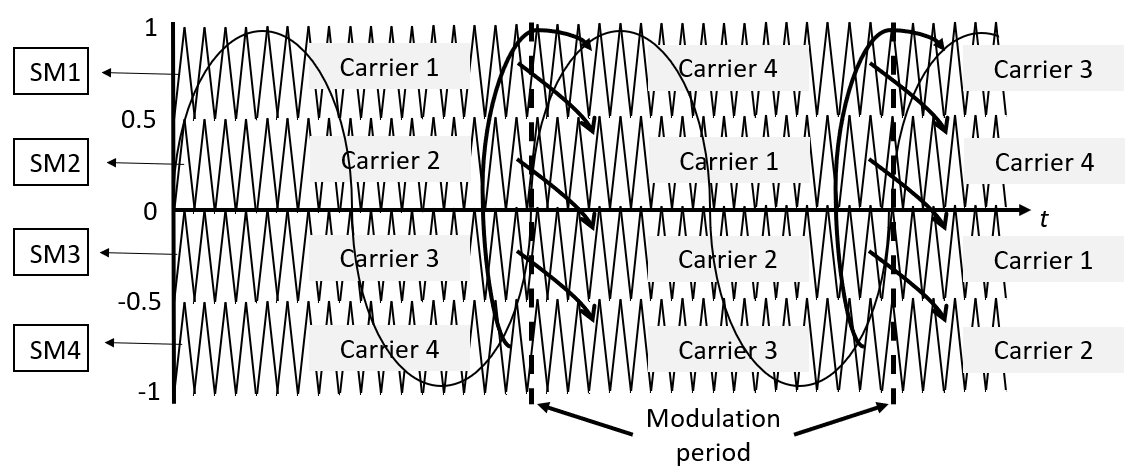 1
SM1
Carrier 1
Carrier 4
Carrier 3
0.5
SM2
Carrier 2
Carrier 1
Carrier 4
0
t
SM3
Carrier 3
Carrier 2
Carrier 1
-0.5
SM4
Carrier 4
Carrier 3
Carrier 2
-1
Modulation
period